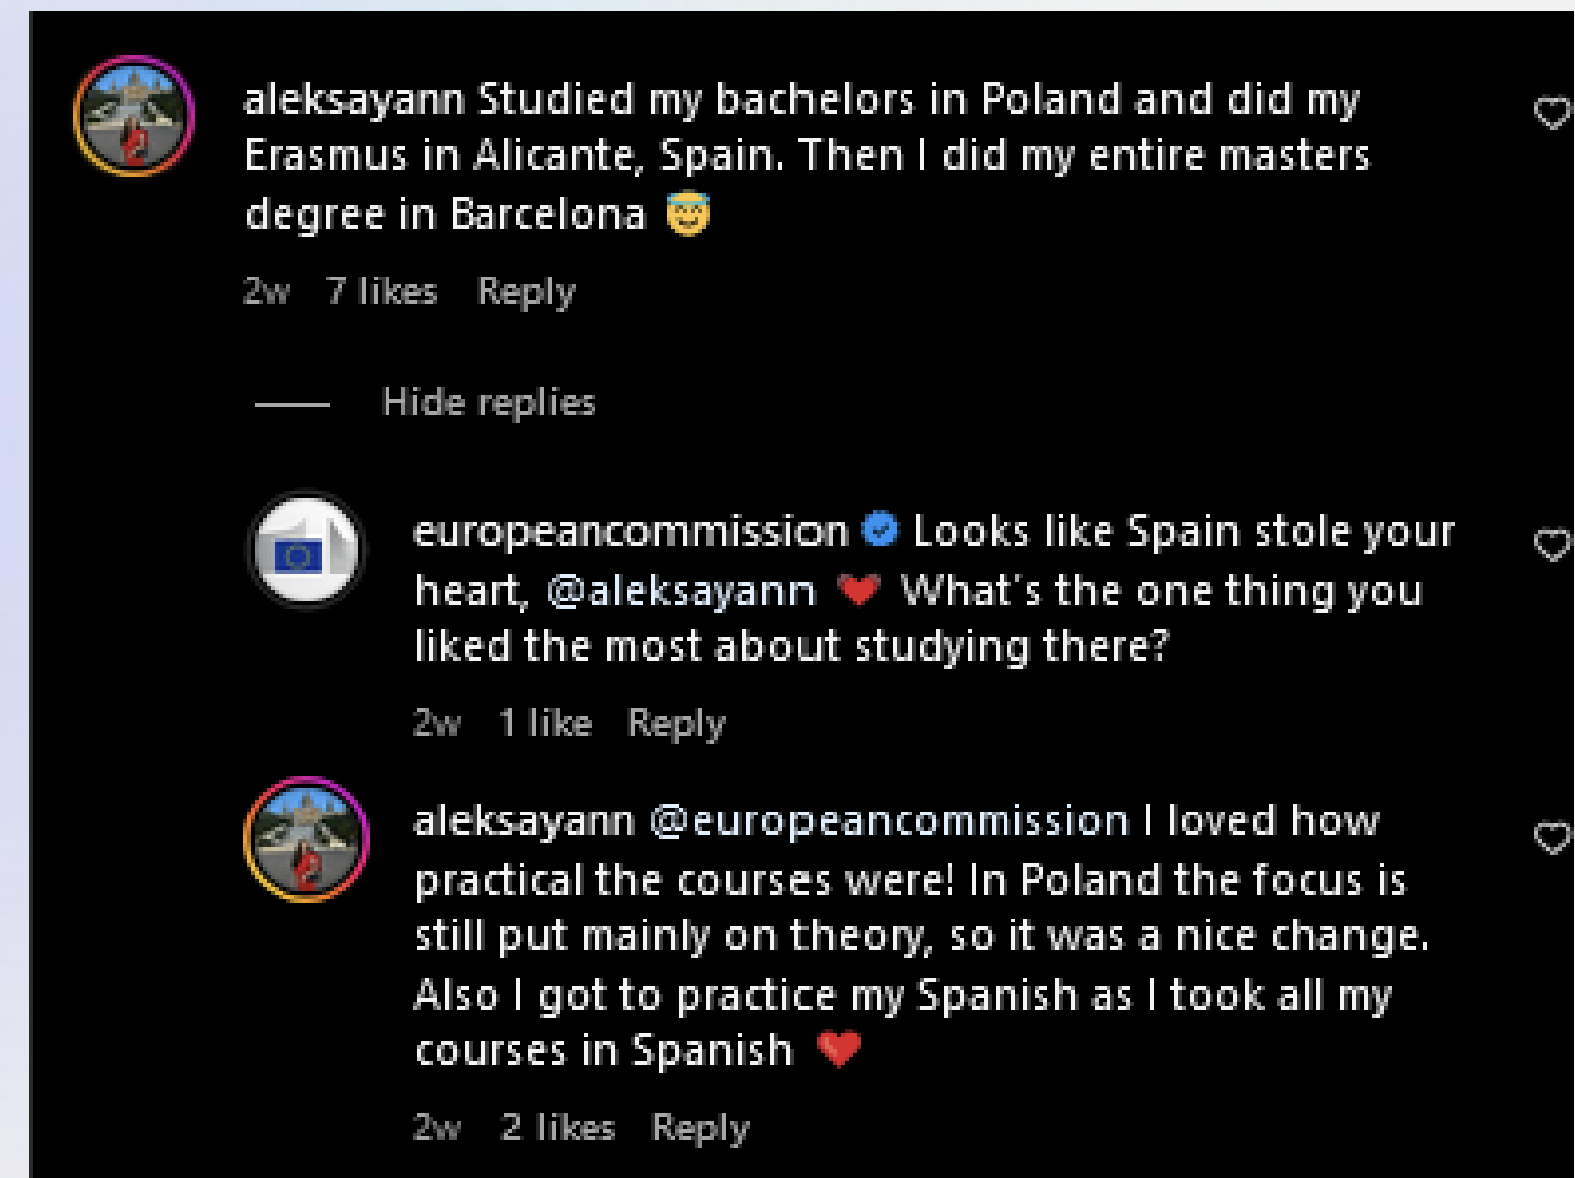 aleksayann Studied my bachelors in Poland and did my
Erasmus in Alicante, Spain. Then I did my entire masters
degree in Barcelona 😇
2w 7 likes Reply
Hide replies
europeancommission Looks like Spain stole your
heart, @aleksayann ❤️ What's the one thing you
liked the most about studying there?
2w 1 like Reply
aleksayann @europeancommission I loved how
practical the courses were! In Poland the focus is
still put mainly on theory, so it was a nice change.
Also I got to practice my Spanish as I took all my
courses in Spanish ❤️
2w 2 likes Reply